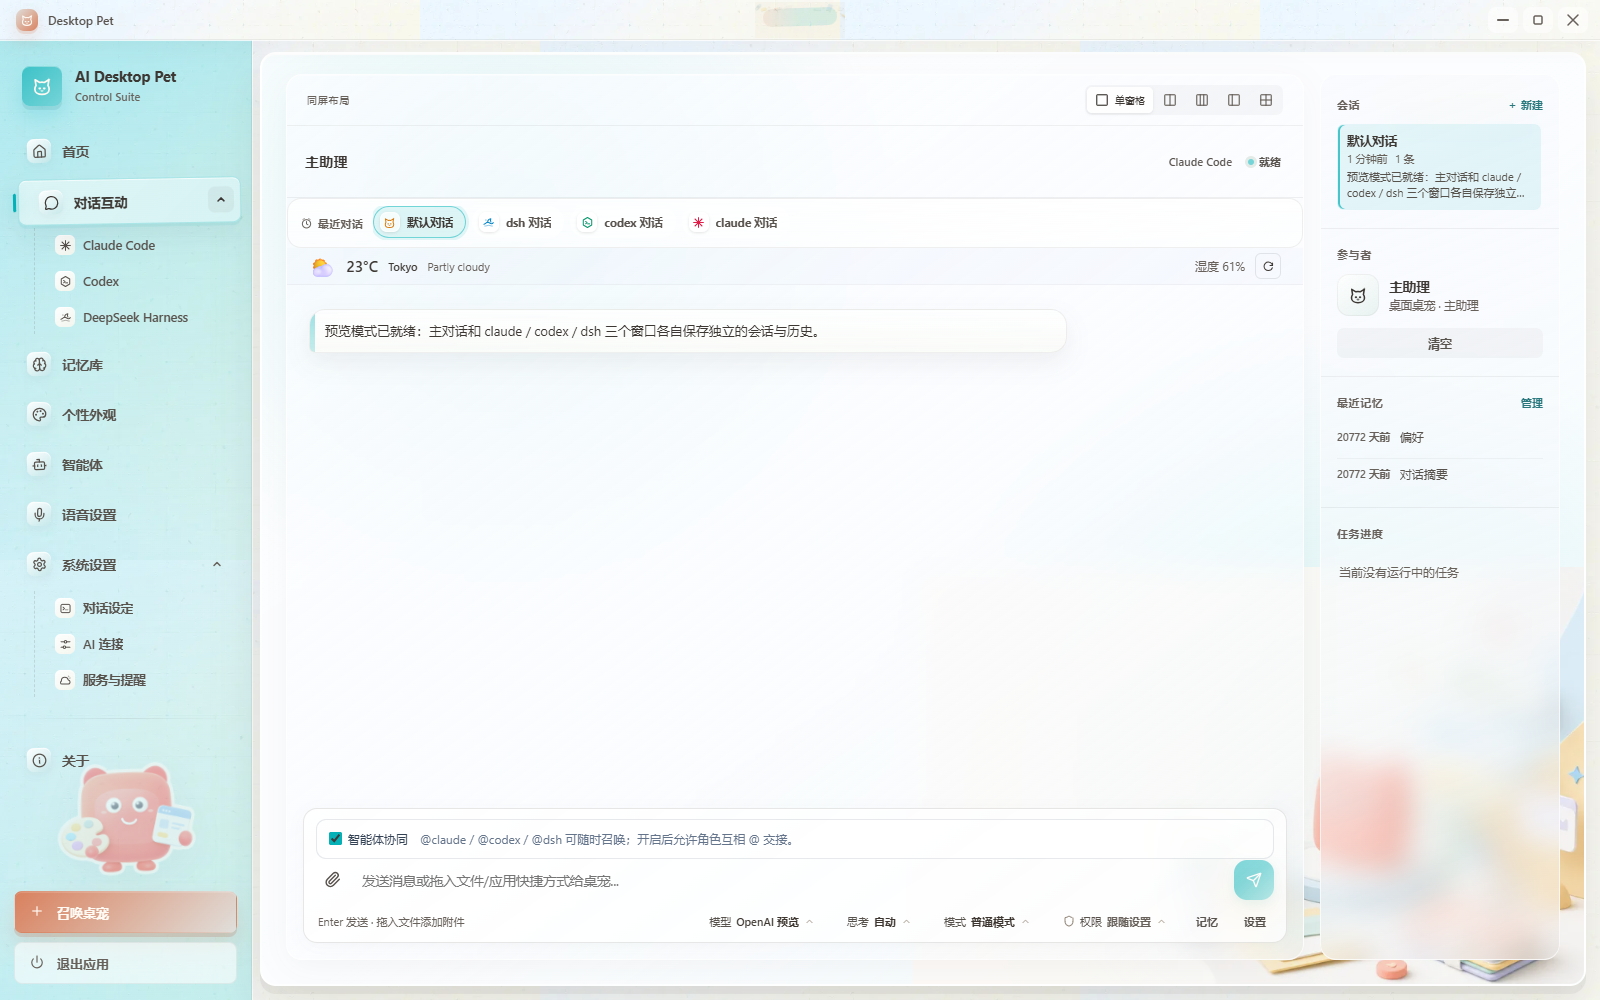 Desktop Pet
AI Desktop Pet
Control Suite
首页
对话互动
Claude Code
Codex
DeepSeek Harness
记忆库
个性外观
智能体
语音设置
系统设置
对话设定
AI 连接
服务与提醒
关于
+ 召唤桌宠
退出应用
同屏布局
单窗格
主助理
Claude Code 就绪
最近对话 默认对话 dsh 对话 codex 对话 claude 对话
23°C Tokyo Partly cloudy 湿度 61%
预览模式已就绪：主对话和 claude / codex / dsh 三个窗口各自保存独立的会话与历史。
智能体协同 @claude / @codex / @dsh 可随时召唤；开启后允许角色互相 @ 交接。
发送消息或拖入文件/应用快捷方式给桌宠...
Enter 发送 · 拖入文件添加附件 模型 OpenAI 预览 思考 自动 模式 普通模式 权限 跟随设置 记忆 设置
会话 + 新建
默认对话
1 分钟前 1 条
预览模式已就绪：主对话和 claude /
codex / dsh 三个窗口各自保存独立...
参与者
主助理
桌面桌宠 · 主助理
清空
最近记忆 管理
20772 天前 偏好
20772 天前 对话摘要
任务进度
当前没有运行中的任务